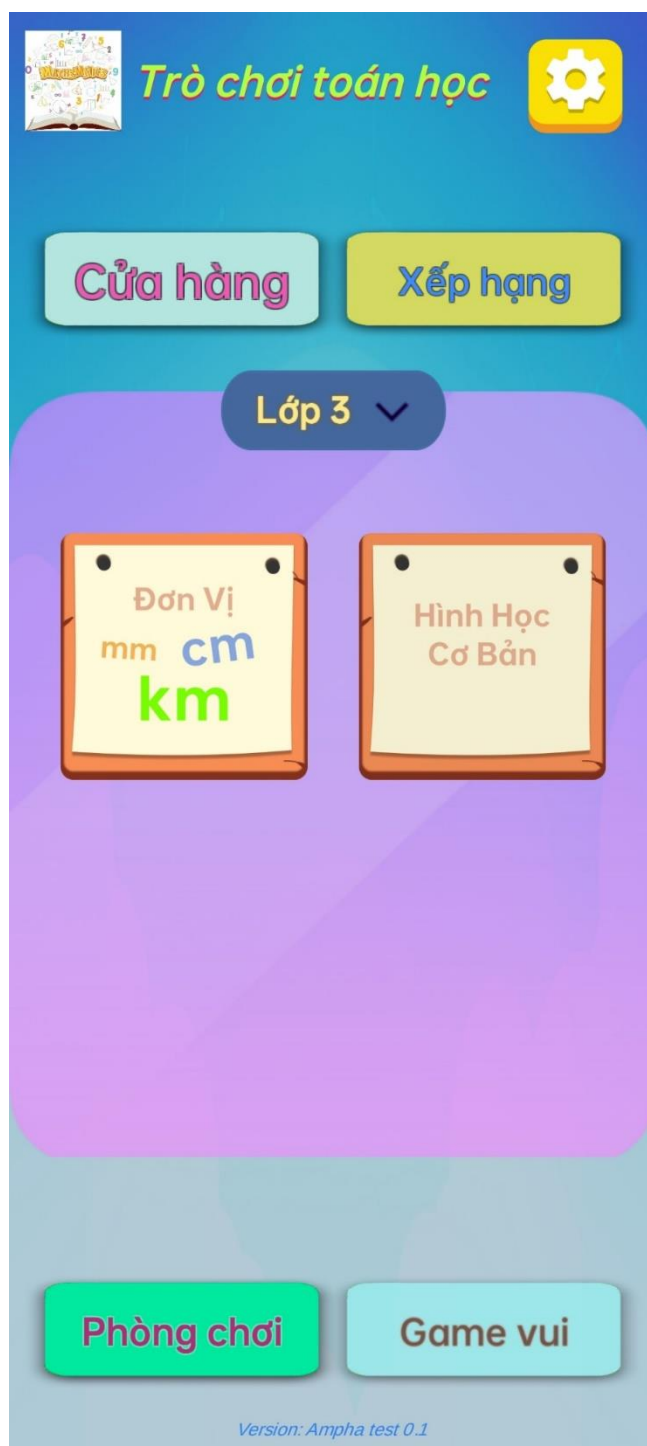 MATHEMATICS
Trò chơi toán học
Cửa hàng
Xếp hạng
Lớp 3
Đơn Vị
mm cm
km
Hình Học
Cơ Bản
Phòng chơi
Game vui
Version: Ampha test 0.1